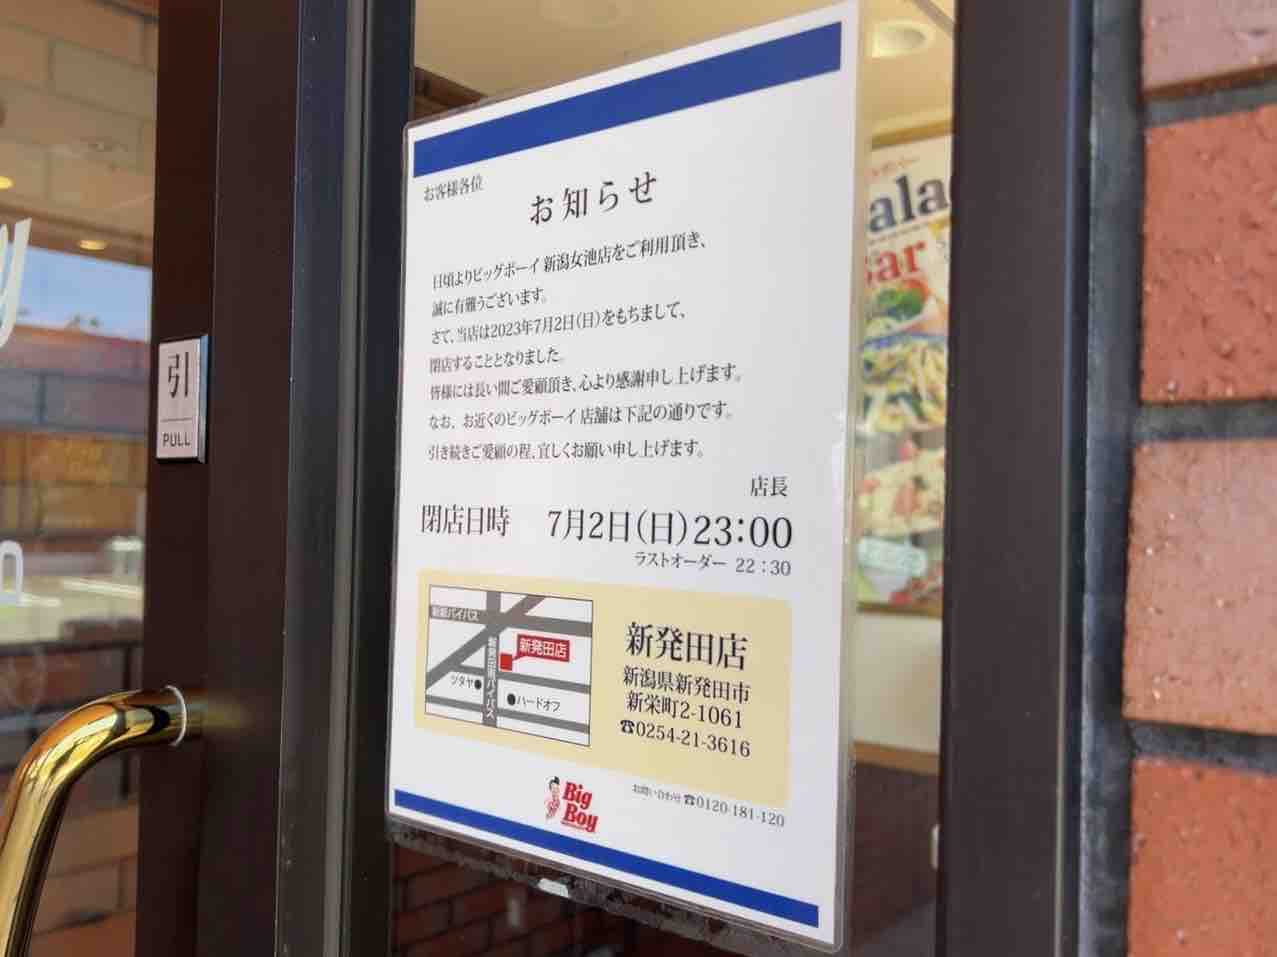 お客様各位
お知らせ
日頃よりビッグボーイ 新潟女池店をご利用頂き、
誠に有難うございます。
さて、当店は2023年7月2日(日)をもちまして、
閉店することとなりました。
皆様には長い間ご愛顧頂き、心より感謝申し上げます。
なお、お近くのビッグボーイ 店舗は下記の通りです。
引き続きご愛顧の程、宜しくお願い申し上げます。
店長
閉店日時 7月2日(日)23:00
ラストオーダー 22:30
新新バイパス
新発田店
新発田南バイパス
ツタヤ
ハードオフ
新発田店
新潟県新発田市
新栄町2-1061
☎0254-21-3616
Big
Boy
お問い合わせ ☎0120-181-120
引
PULL
ala
Bar